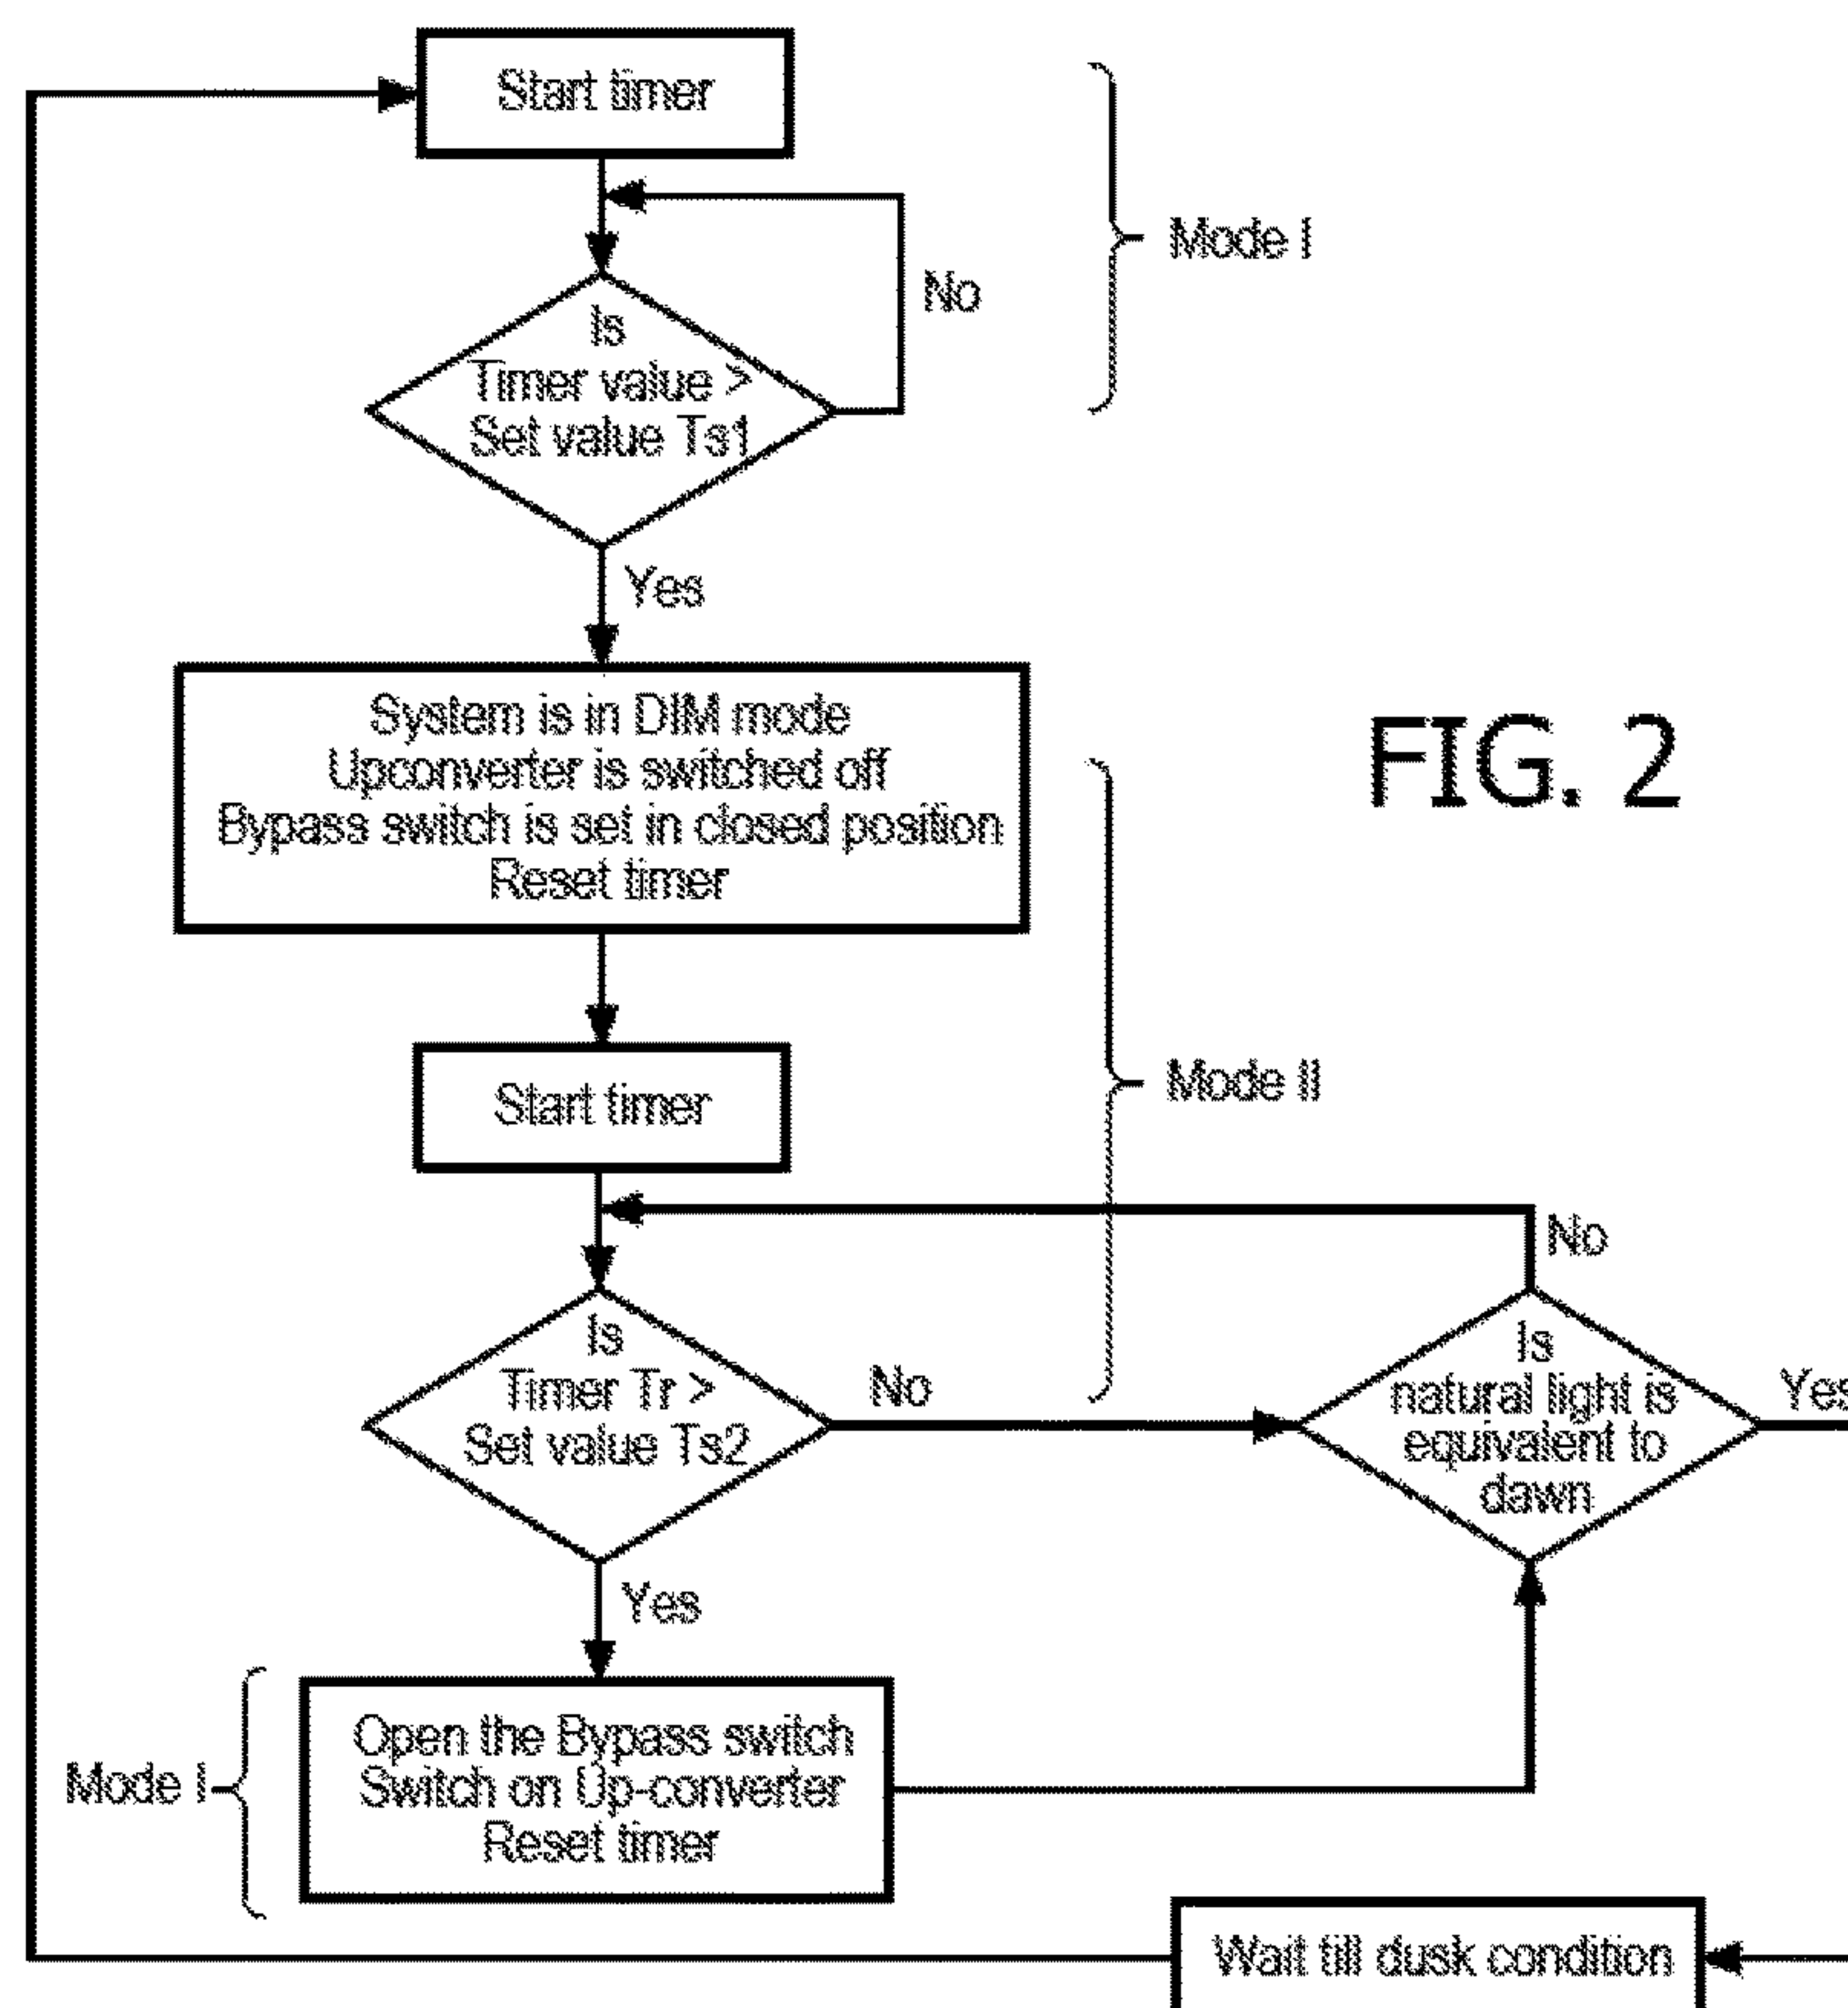 Start timer
Mode I
No
Is
Timer value >
Set value Ts1
Yes
System is in DIM mode
Upconverter is switched off
Bypass switch is set in closed position
Reset timer
FIG. 2
Start timer
Mode II
No
Is
Timer Tr >
Set value Ts2
No
Is
natural light is
equivalent to
dawn
Yes
Yes
Mode I
Open the Bypass switch
Switch on Up-converter
Reset timer
Wait till dusk condition